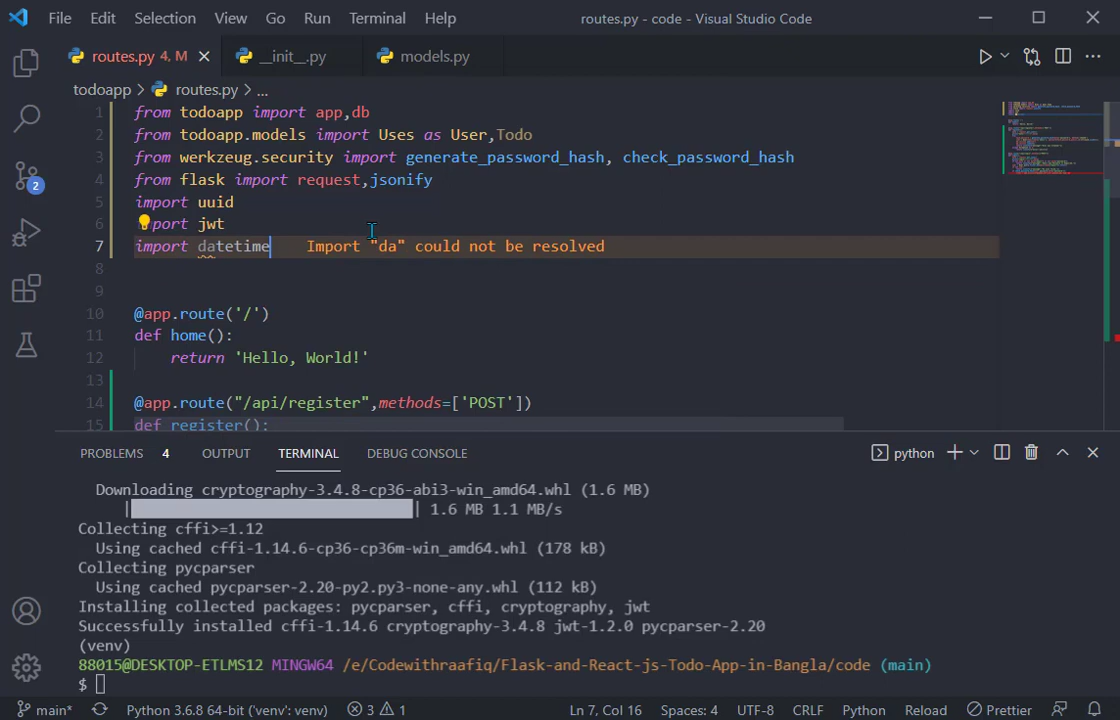 File Edit Selection View Go Run Terminal Help routes.py - code - Visual Studio Code
routes.py 4, M __init__.py models.py
todoapp > routes.py > ...
1 from todoapp import app,db
2 from todoapp.models import Uses as User,Todo
3 from werkzeug.security import generate_password_hash, check_password_hash
4 from flask import request,jsonify
5 import uuid
6 import jwt
7 import datetime Import "da" could not be resolved
8
9
10 @app.route('/')
11 def home():
12 return 'Hello, World!'
13
14 @app.route("/api/register",methods=['POST'])
15 def register():
PROBLEMS 4 OUTPUT TERMINAL DEBUG CONSOLE python
Downloading cryptography-3.4.8-cp36-abi3-win_amd64.whl (1.6 MB)
| | 1.6 MB 1.1 MB/s
Collecting cffi>=1.12
Using cached cffi-1.14.6-cp36-cp36m-win_amd64.whl (178 kB)
Collecting pycparser
Using cached pycparser-2.20-py2.py3-none-any.whl (112 kB)
Installing collected packages: pycparser, cffi, cryptography, jwt
Successfully installed cffi-1.14.6 cryptography-3.4.8 jwt-1.2.0 pycparser-2.20
(venv)
88015@DESKTOP-ETLMS12 MINGW64 /e/Codewithraafiq/Flask-and-React-js-Todo-App-in-Bangla/code (main)
$
2
main* Python 3.6.8 64-bit ('venv': venv) 3 1 Ln 7, Col 16 Spaces: 4 UTF-8 CRLF Python Reload Prettier